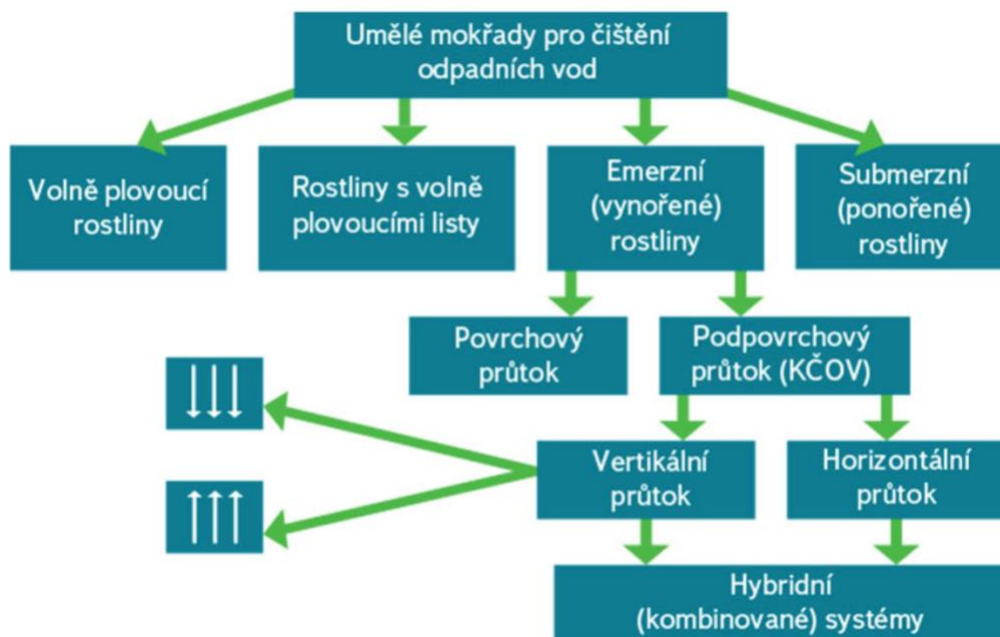 Umělé mokřady pro čištění
odpadních vod
Volně plovoucí
rostliny
Rostliny s volně
plovoucími listy
Emerzní
(vynořené)
rostliny
Submerzní
(ponořené)
rostliny
Povrchový
průtok
Podpovrchový
průtok (KČOV)
Vertikální
průtok
Horizontální
průtok
Hybridní
(kombinované) systémy